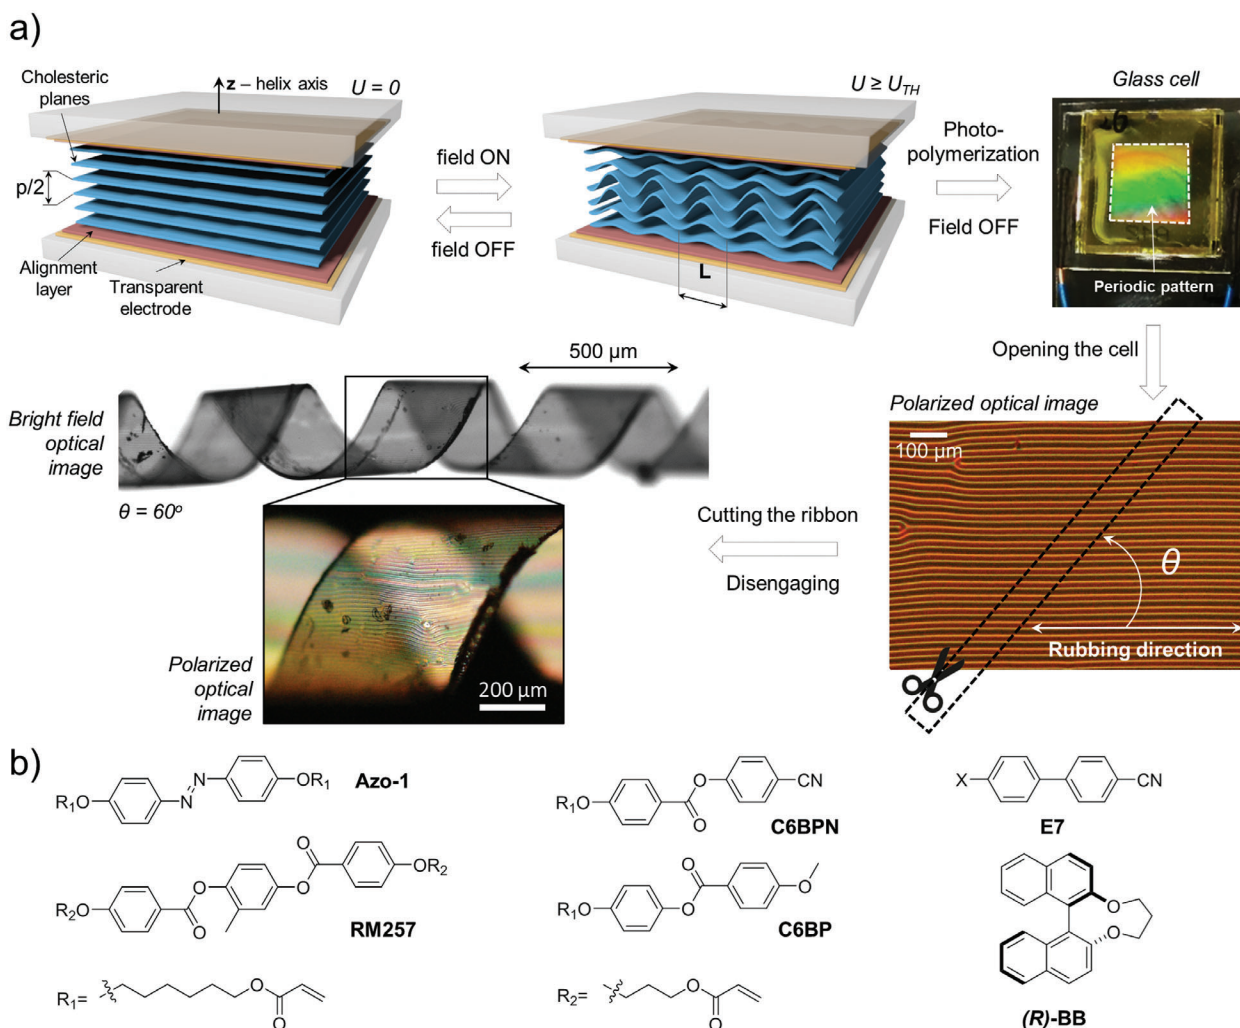 a)
Cholesteric
planes
z – helix axis
U = 0
p/2
Alignment
layer
Transparent
electrode
field ON
field OFF
U ≥ U_TH
L
Photo-
polymerization
Field OFF
Glass cell
Periodic pattern
Opening the cell
Polarized optical image
100 µm
θ
Rubbing direction
Cutting the ribbon
Disengaging
500 µm
Bright field
optical
image
θ = 60º
Polarized
optical
image
200 µm
b)
R₁O
N
N
OR₁
Azo-1
R₁O
O
O
CN
C6BPN
X
CN
E7
R₂O
O
O
O
O
OR₂
RM257
R₁O
O
O
O
C6BP
O
O
(R)-BB
R₁=
O
O
R₂=
O
O